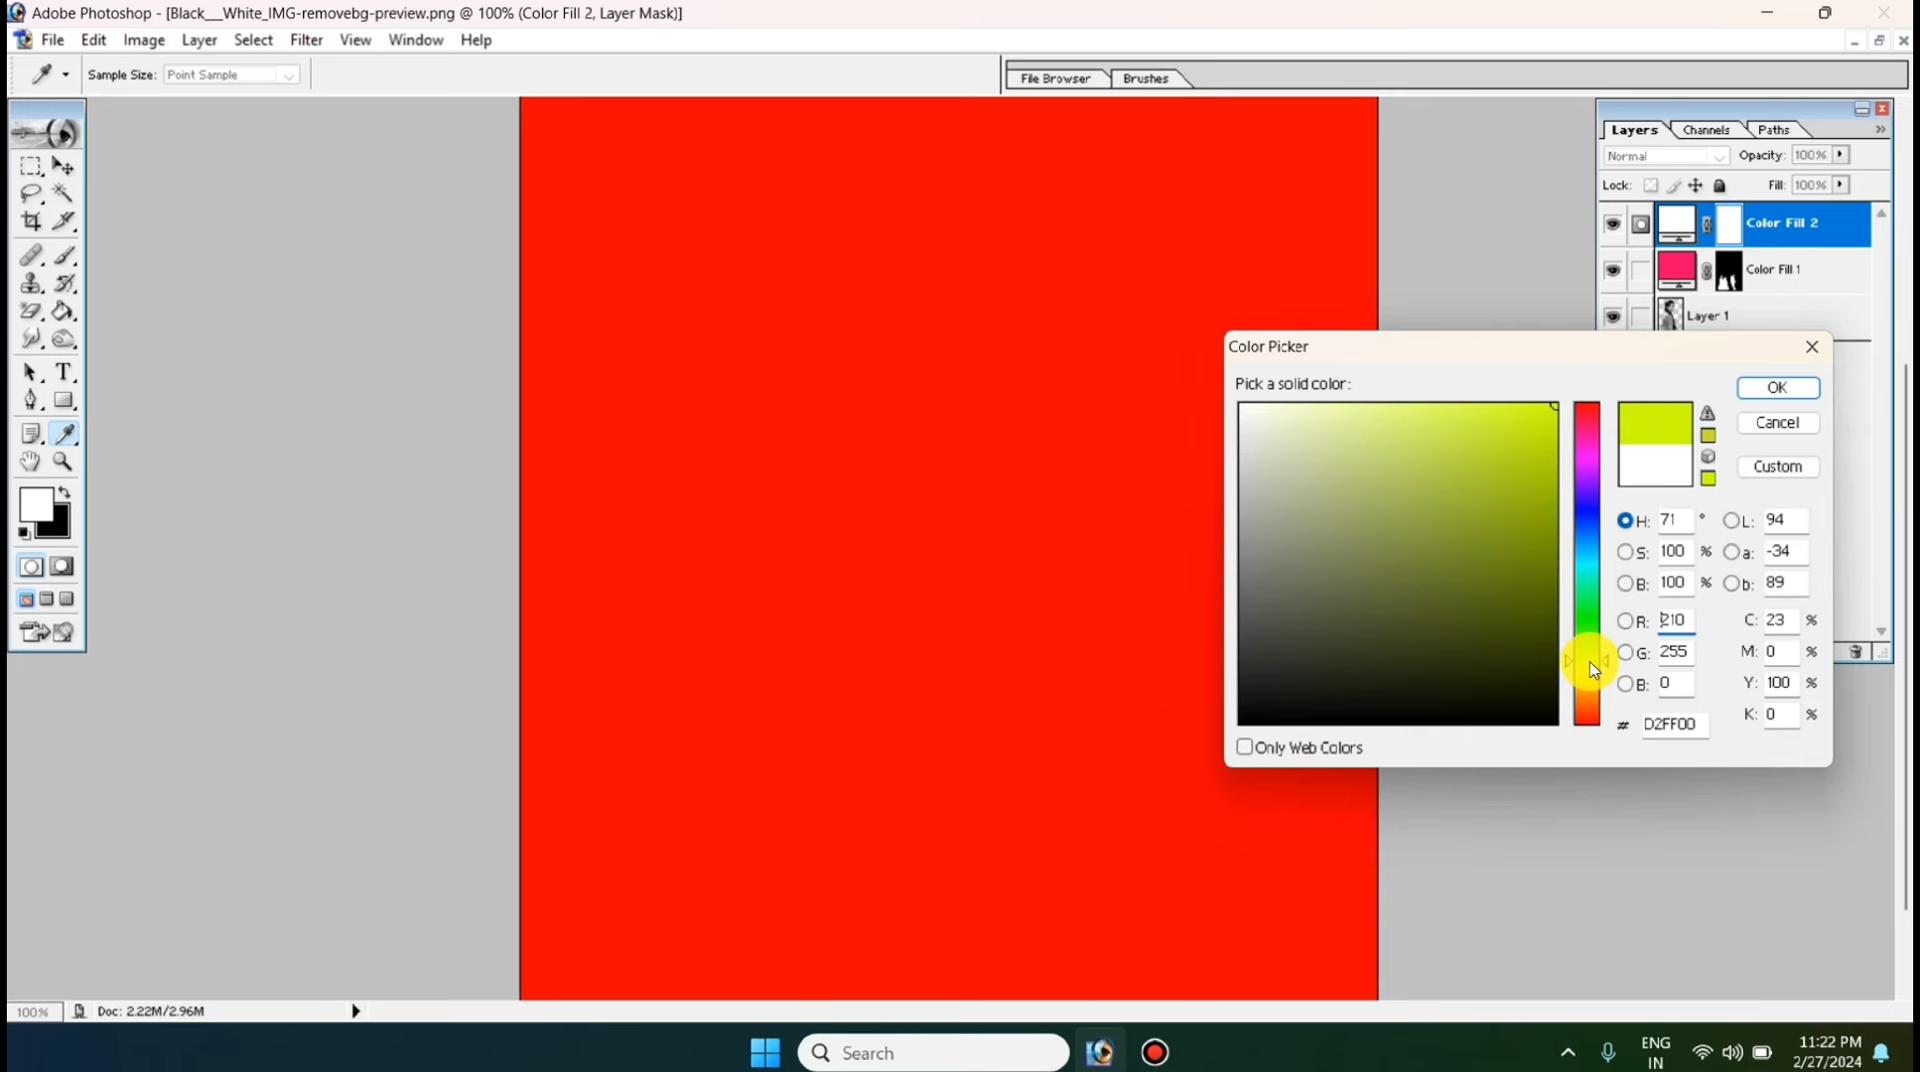 Adobe Photoshop - [Black___White_IMG-removebg-preview.png @ 100% (Color Fill 2, Layer Mask)]
File Edit Image Layer Select Filter View Window Help
Sample Size: Point Sample
File Browser Brushes
Layers Channels Paths
Normal Opacity: 100%
Lock: Fill: 100%
Color Fill 2
Color Fill 1
Layer 1
Color Picker
Pick a solid color:
OK
Cancel
Custom
H: 71 ° L: 94
S: 100 % a: -34
B: 100 % b: 89
R: 210 C: 23 %
G: 255 M: 0 %
B: 0 Y: 100 %
# D2FF00 K: 0 %
Only Web Colors
T
100% Doc: 2.22M/2.96M
Search
ENG
IN
11:22 PM
2/27/2024